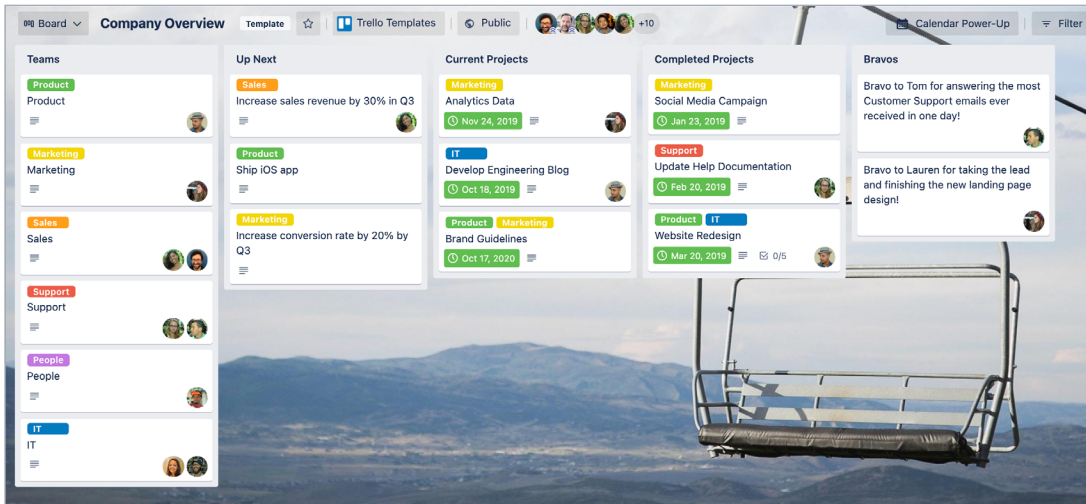 Board
Company Overview
Template
Trello Templates
Public
+10
Calendar Power-Up
Filter
Teams
Product
Product
Marketing
Marketing
Sales
Sales
Support
Support
People
People
IT
IT
Up Next
Sales
Increase sales revenue by 30% in Q3
Product
Ship iOS app
Marketing
Increase conversion rate by 20% by
Q3
Current Projects
Marketing
Analytics Data
Nov 24, 2019
IT
Develop Engineering Blog
Oct 18, 2019
Product Marketing
Brand Guidelines
Oct 17, 2020
Completed Projects
Marketing
Social Media Campaign
Jan 23, 2019
Support
Update Help Documentation
Feb 20, 2019
Product IT
Website Redesign
Mar 20, 2019 0/5
Bravos
Bravo to Tom for answering the most
Customer Support emails ever
received in one day!
Bravo to Lauren for taking the lead
and finishing the new landing page
design!